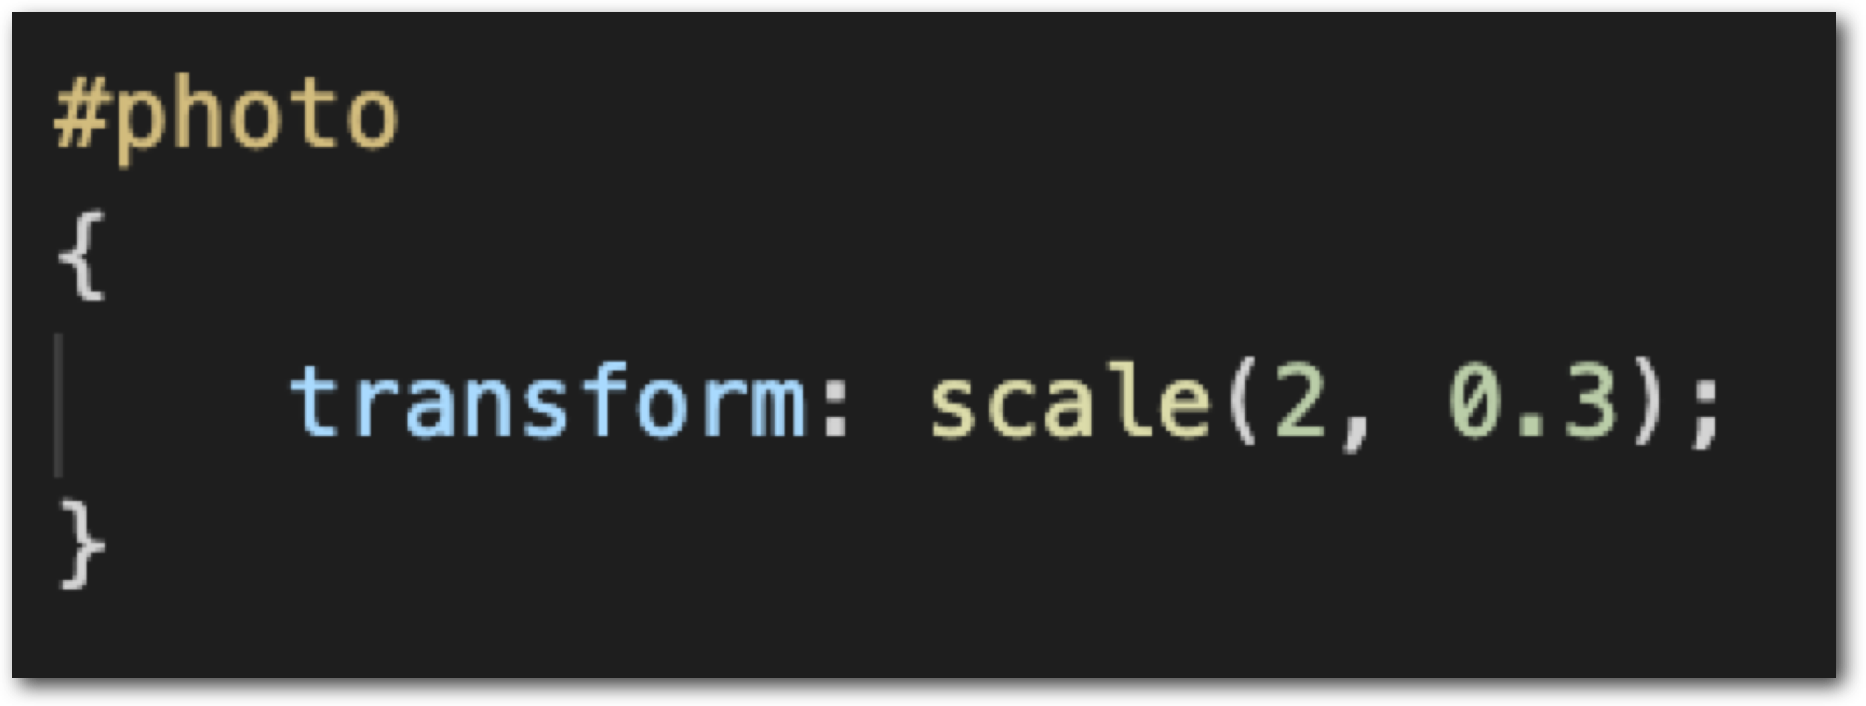 #photo
{
    transform: scale(2, 0.3);
}